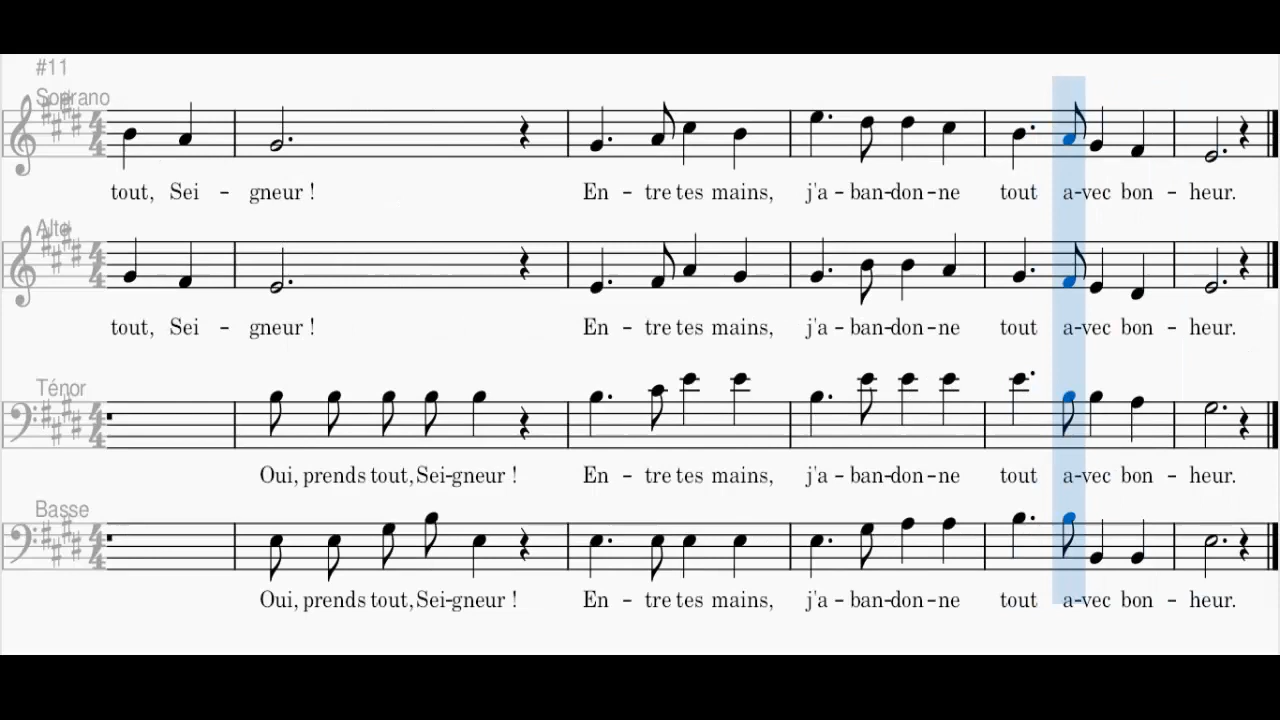 #11
Soprano
tout, Sei - gneur ! En - tre tes mains, j'a - ban-don-ne tout a-vec bon - heur.
Alto
tout, Sei - gneur ! En - tre tes mains, j'a - ban-don-ne tout a-vec bon - heur.
Ténor
Oui, prends tout, Sei-gneur ! En - tre tes mains, j'a - ban-don-ne tout a-vec bon - heur.
Basse
Oui, prends tout, Sei-gneur ! En - tre tes mains, j'a - ban-don-ne tout a-vec bon - heur.